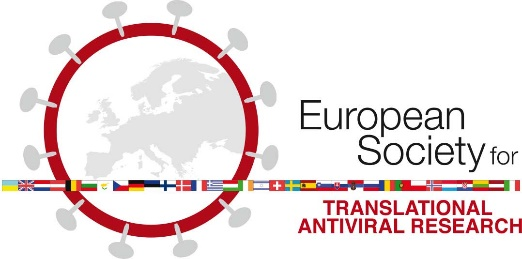 European
Society for
TRANSLATIONAL
ANTIVIRAL RESEARCH